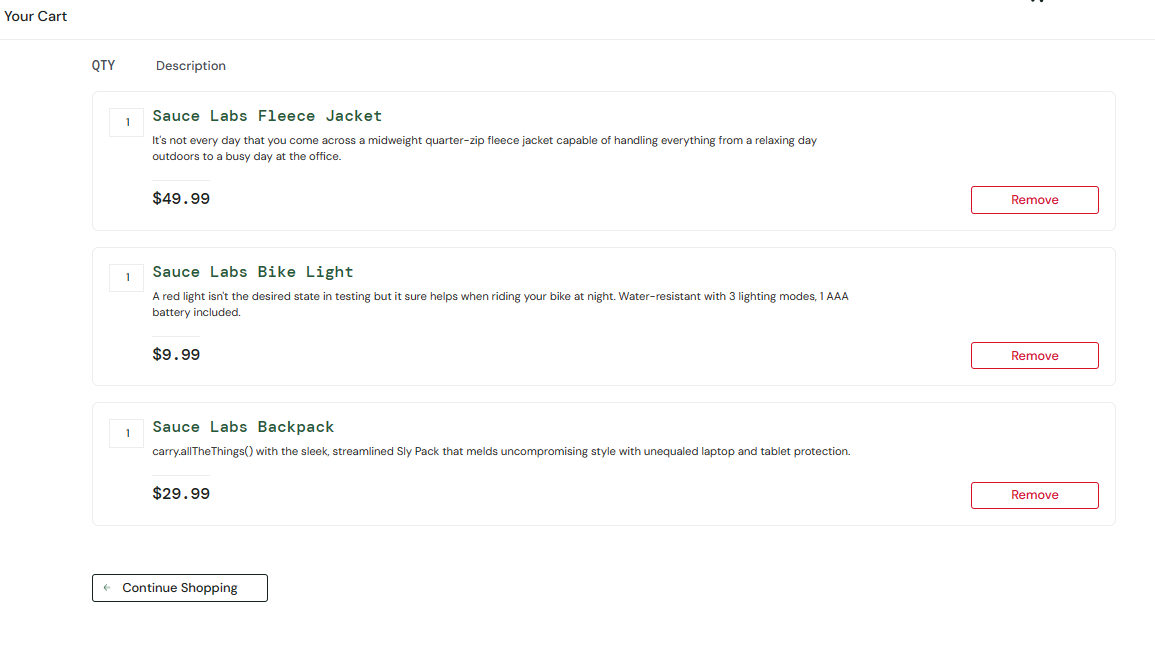 Your Cart
QTY Description
1 Sauce Labs Fleece Jacket
It's not every day that you come across a midweight quarter-zip fleece jacket capable of handling everything from a relaxing day
outdoors to a busy day at the office.
$49.99
Remove
1 Sauce Labs Bike Light
A red light isn't the desired state in testing but it sure helps when riding your bike at night. Water-resistant with 3 lighting modes, 1 AAA
battery included.
$9.99
Remove
1 Sauce Labs Backpack
carry.allTheThings() with the sleek, streamlined Sly Pack that melds uncompromising style with unequaled laptop and tablet protection.
$29.99
Remove
← Continue Shopping